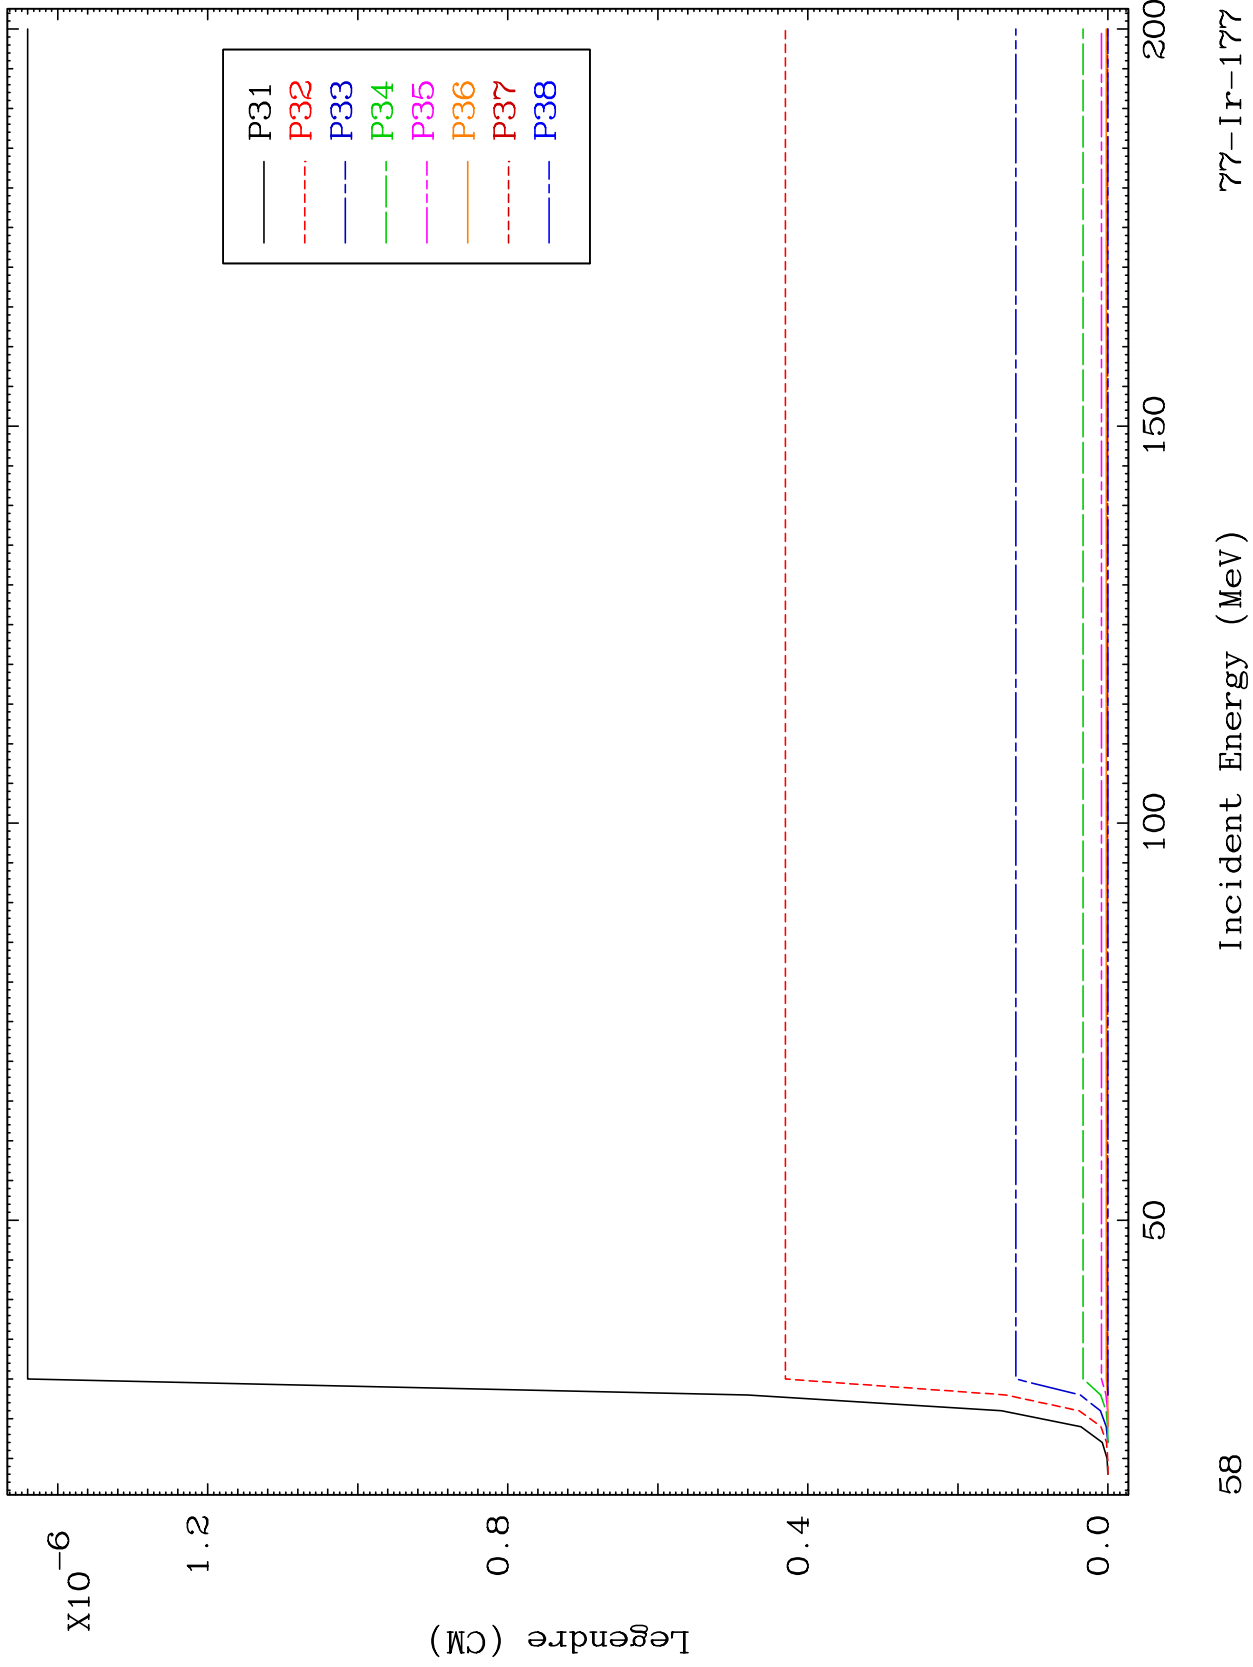 X10-6
1.2
0.8
0.4
0.0
Legendre (CM)
P31
P32
P33
P34
P35
P36
P37
P38
50
100
150
200
58
Incident Energy (MeV)
77-Ir-177